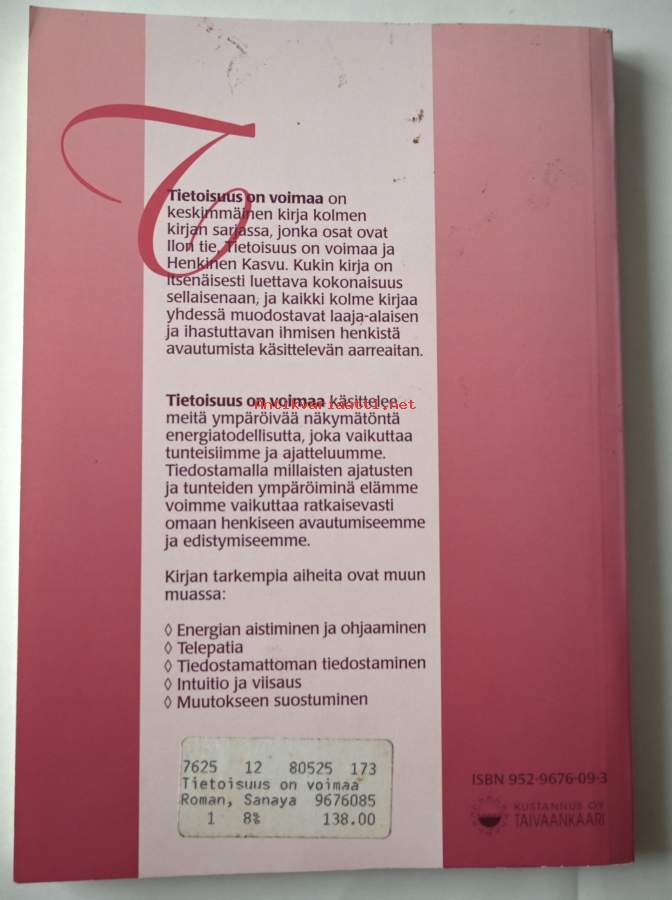 T
Tietoisuus on voimaa on
keskimmäinen kirja kolmen
kirjan sarjassa, jonka osat ovat
Ilon tie, Tietoisuus on voimaa ja
Henkinen Kasvu. Kukin kirja on
itsenäisesti luettava kokonaisuus
sellaisenaan, ja kaikki kolme kirjaa
yhdessä muodostavat laaja-alaisen
ja ihastuttavan ihmisen henkistä
avautumista käsittelevän aarreaitan.
Tietoisuus on voimaa käsittelee
Antikvariaatti.net
meitä ympäröivää näkymätöntä
energiatodellisutta, joka vaikuttaa
tunteisiimme ja ajatteluumme.
Tiedostamalla millaisten ajatusten
ja tunteiden ympäröiminä elämme
voimme vaikuttaa ratkaisevasti
omaan henkiseen avautumiseemme
ja edistymiseemme.
Kirjan tarkempia aiheita ovat muun
muassa:
◊ Energian aistiminen ja ohjaaminen
◊ Telepatia
◊ Tiedostamattoman tiedostaminen
◊ Intuitio ja viisaus
◊ Muutokseen suostuminen
7625 12 80525 173
Tietoisuus on voimaa
Roman, Sanaya 9676085
1 8% 138.00
ISBN 952-9676-09-3
KUSTANNUS OY
TAIVAANKAARI